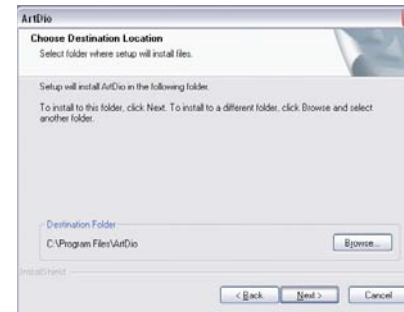 ArtDio
Choose Destination Location
Select folder where setup will install files.
Setup will install ArtDio in the following folder.
To install to this folder, click Next. To install to a different folder, click Browse and select
another folder.
Destination Folder
C:\Program Files\ArtDio
Browse...
InstallShield
< Back
Next >
Cancel